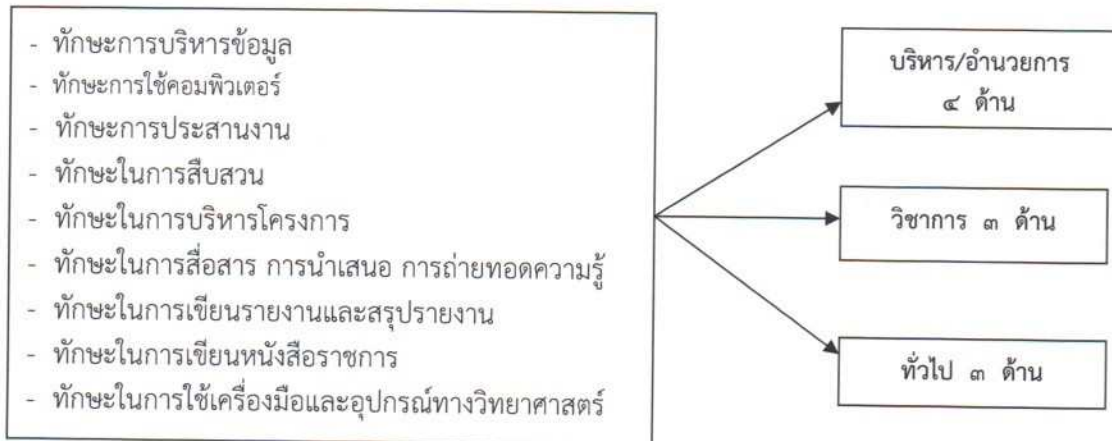 - ทักษะการบริหารข้อมูล
- ทักษะการใช้คอมพิวเตอร์
- ทักษะการประสานงาน
- ทักษะในการสืบสวน
- ทักษะในการบริหารโครงการ
- ทักษะในการสื่อสาร การนำเสนอ การถ่ายทอดความรู้
- ทักษะในการเขียนรายงานและสรุปรายงาน
- ทักษะในการเขียนหนังสือราชการ
- ทักษะในการใช้เครื่องมือและอุปกรณ์ทางวิทยาศาสตร์
บริหาร/อำนวยการ
๔ ด้าน
วิชาการ ๓ ด้าน
ทั่วไป ๓ ด้าน